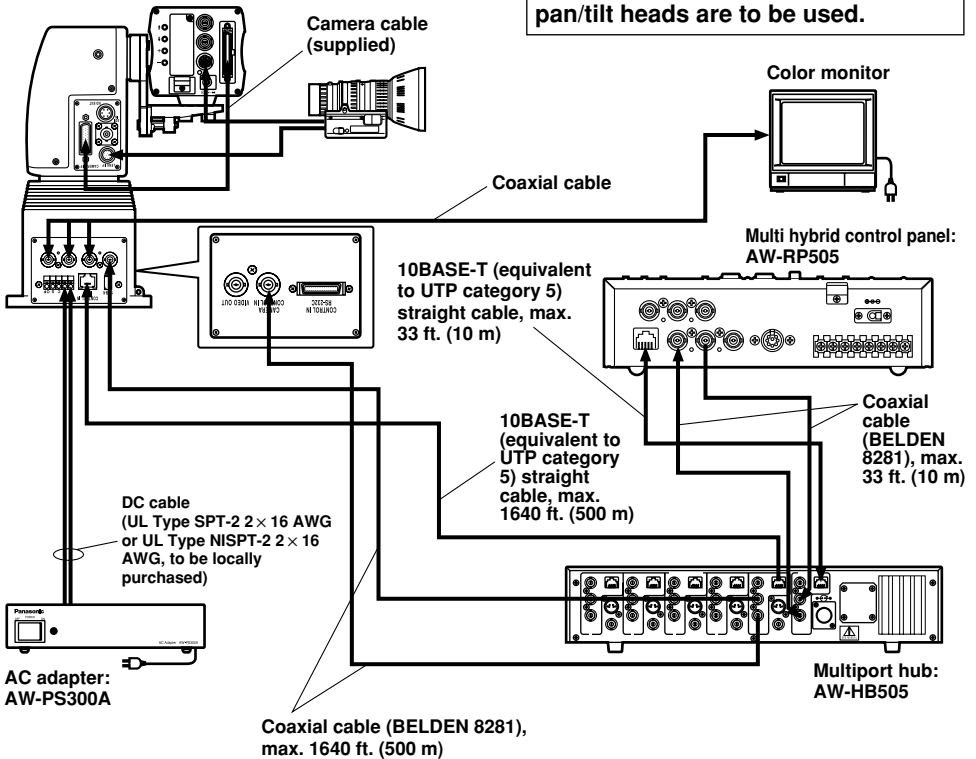 pan/tilt heads are to be used.
Camera cable
(supplied)
Color monitor
Coaxial cable
Multi hybrid control panel:
AW-RP505
10BASE-T (equivalent
to UTP category 5)
straight cable, max.
33 ft. (10 m)
VIDEO OUT
CONTROL IN
CAMERA
CONTROL IN
RS-232C
Coaxial
cable
(BELDEN
8281), max.
33 ft. (10 m)
10BASE-T
(equivalent to
UTP category
5) straight
cable, max.
1640 ft. (500 m)
DC cable
(UL Type SPT-2 2 × 16 AWG
or UL Type NISPT-2 2 × 16
AWG, to be locally
purchased)
Panasonic
POWER
AC Adapter AW-PS300A
AC adapter:
AW-PS300A
Multiport hub:
AW-HB505
Coaxial cable (BELDEN 8281),
max. 1640 ft. (500 m)